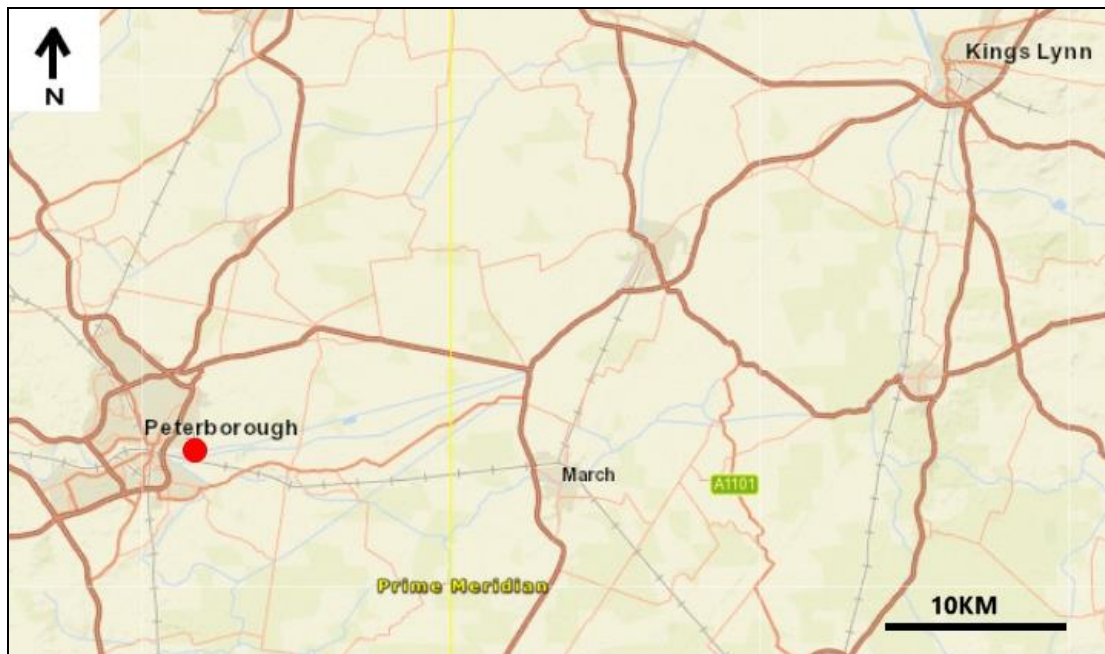 N
Kings Lynn
Peterborough
March
A1101
Prime Meridian
10KM